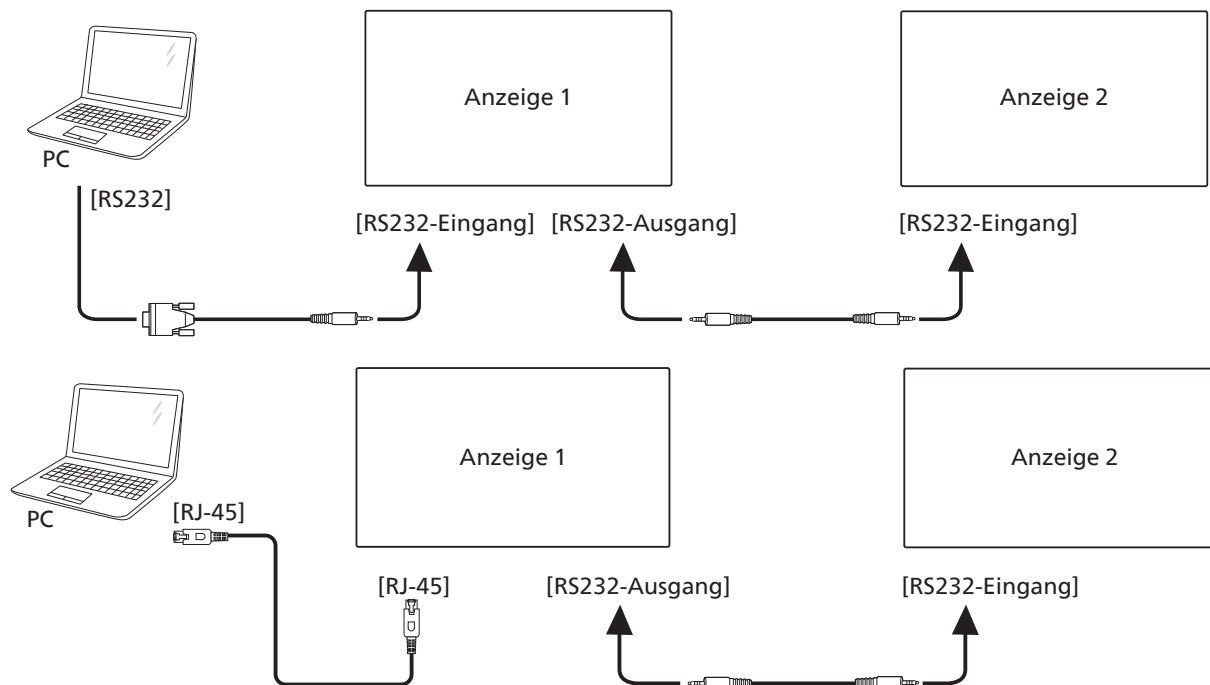 Anzeige 1
Anzeige 2
PC
[RS232]
[RS232-Eingang]
[RS232-Ausgang]
[RS232-Eingang]
Anzeige 1
Anzeige 2
PC
[RJ-45]
[RJ-45]
[RS232-Ausgang]
[RS232-Eingang]